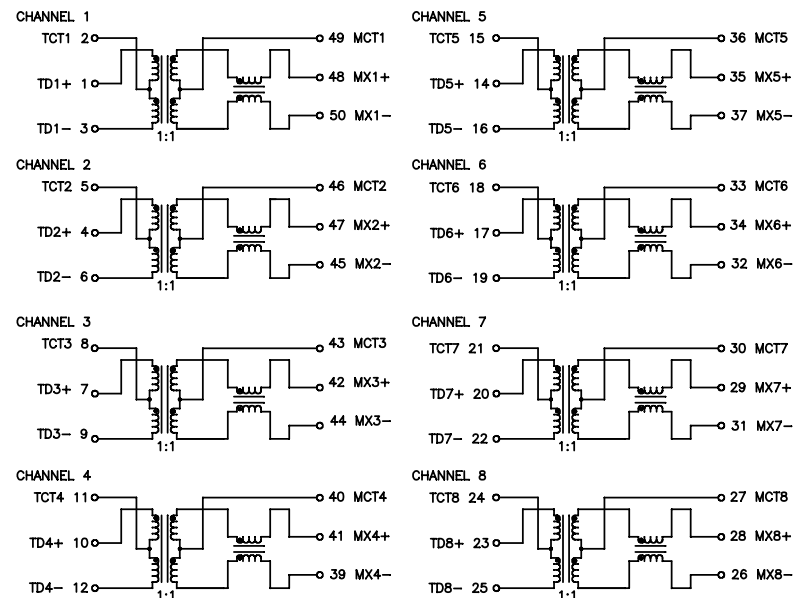 CHANNEL 1
TCT1 2
49 MCT1
TD1+ 1
48 MX1+
TD1- 3
50 MX1-
1:1
CHANNEL 2
TCT2 5
46 MCT2
TD2+ 4
47 MX2+
TD2- 6
45 MX2-
1:1
CHANNEL 3
TCT3 8
43 MCT3
TD3+ 7
42 MX3+
TD3- 9
44 MX3-
1:1
CHANNEL 4
TCT4 11
40 MCT4
TD4+ 10
41 MX4+
TD4- 12
39 MX4-
1:1
CHANNEL 5
TCT5 15
36 MCT5
TD5+ 14
35 MX5+
TD5- 16
37 MX5-
1:1
CHANNEL 6
TCT6 18
33 MCT6
TD6+ 17
34 MX6+
TD6- 19
32 MX6-
1:1
CHANNEL 7
TCT7 21
30 MCT7
TD7+ 20
29 MX7+
TD7- 22
31 MX7-
1:1
CHANNEL 8
TCT8 24
27 MCT8
TD8+ 23
28 MX8+
TD8- 25
26 MX8-
1:1